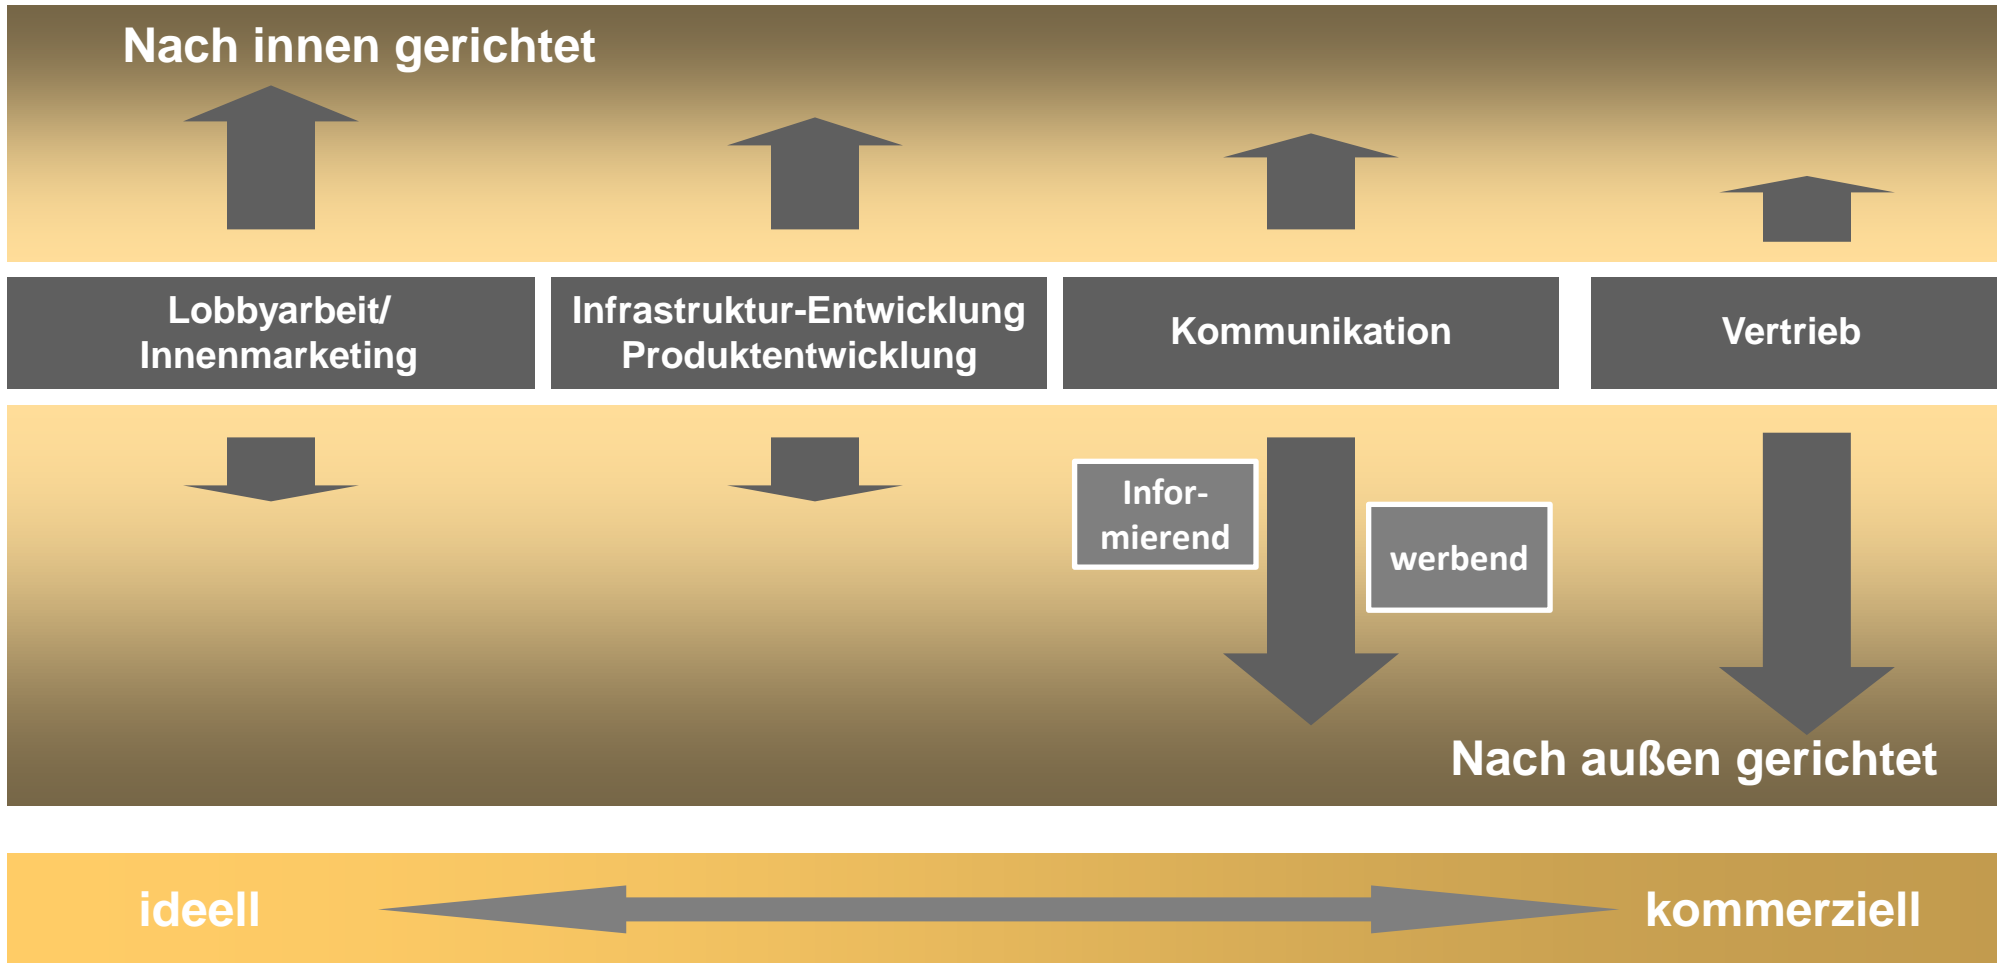 Nach innen gerichtet
Lobbyarbeit/
Innenmarketing
Infrastruktur-Entwicklung
Produktentwicklung
Kommunikation
Vertrieb
Infor-
mierend
werbend
Nach außen gerichtet
ideell
kommerziell